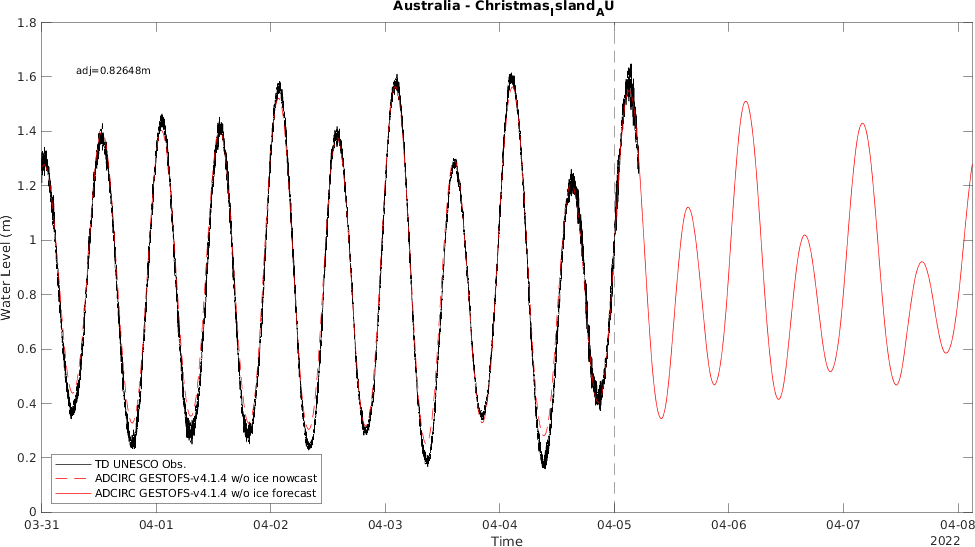 Australia - Christmas_Island_AU
1.8
adj=0.82648m
1.6
1.4
1.2
1
0.8
0.6
0.4
0.2
0
Water Level (m)
TD UNESCO Obs.
ADCIRC GESTOFS-v4.1.4 w/o ice nowcast
ADCIRC GESTOFS-v4.1.4 w/o ice forecast
03-31 04-01 04-02 04-03 04-04 04-05 04-06 04-07 04-08
Time
2022